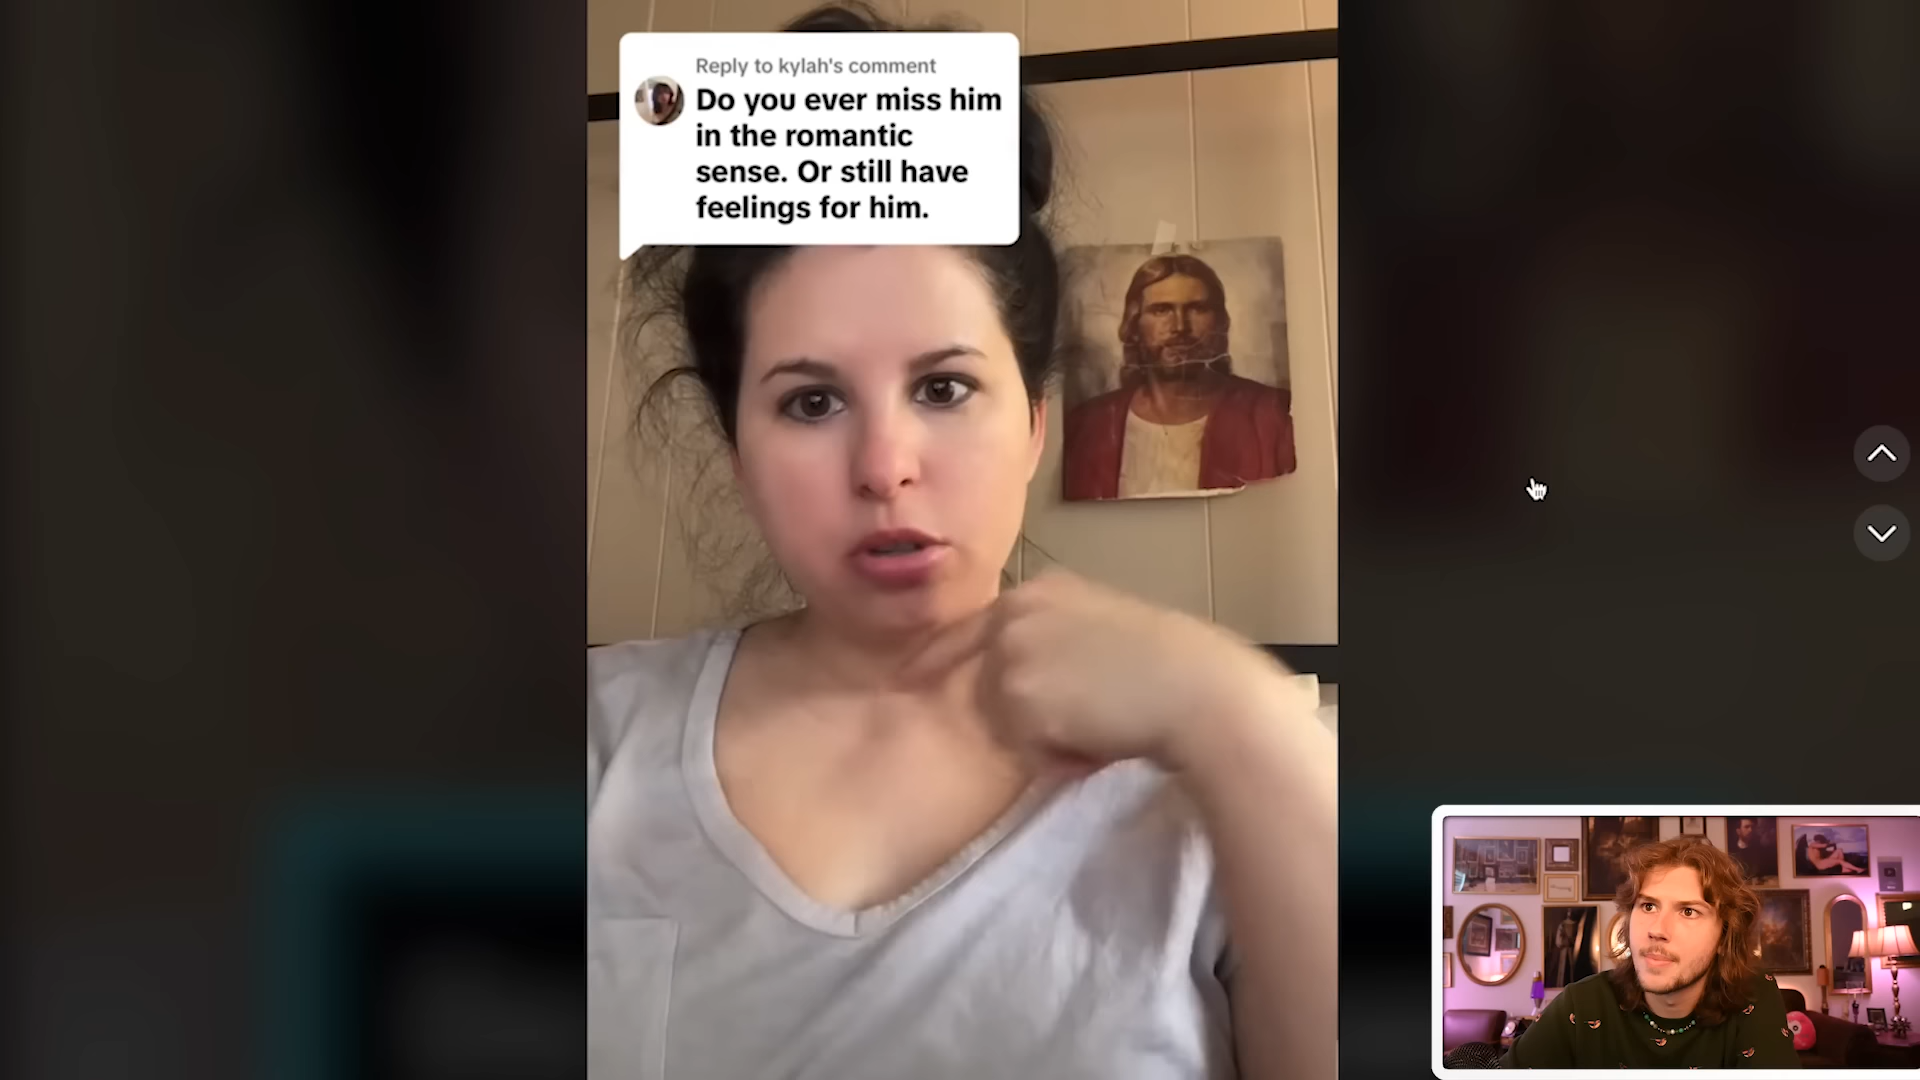 Reply to kylah's comment
Do you ever miss him
in the romantic
sense. Or still have
feelings for him.